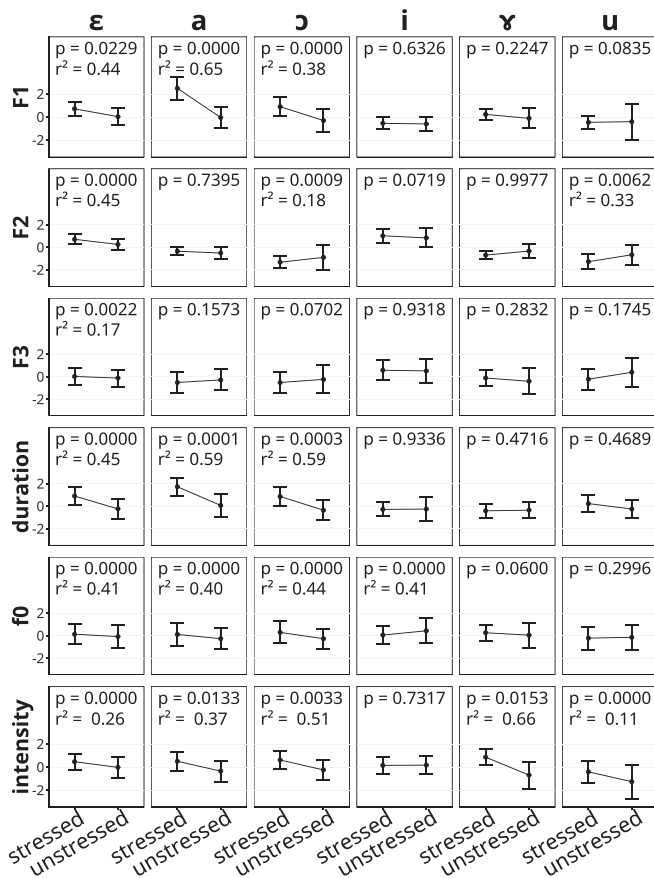 ɛ a ɔ i ɤ u
F1
p = 0.0229 p = 0.0000 p = 0.0000 p = 0.6326 p = 0.2247 p = 0.0835
r² = 0.44 r² = 0.65 r² = 0.38
2
0
-2
F2
p = 0.0000 p = 0.7395 p = 0.0009 p = 0.0719 p = 0.9977 p = 0.0062
r² = 0.45 r² = 0.18 r² = 0.33
2
0
-2
F3
p = 0.0022 p = 0.1573 p = 0.0702 p = 0.9318 p = 0.2832 p = 0.1745
r² = 0.17
2
0
-2
duration
p = 0.0000 p = 0.0001 p = 0.0003 p = 0.9336 p = 0.4716 p = 0.4689
r² = 0.45 r² = 0.59 r² = 0.59
2
0
-2
f0
p = 0.0000 p = 0.0000 p = 0.0000 p = 0.0000 p = 0.0600 p = 0.2996
r² = 0.41 r² = 0.40 r² = 0.44 r² = 0.41
2
0
-2
intensity
p = 0.0000 p = 0.0133 p = 0.0033 p = 0.7317 p = 0.0153 p = 0.0000
r² = 0.26 r² = 0.37 r² = 0.51 r² = 0.66 r² = 0.11
2
0
-2
stressed unstressed stressed unstressed stressed unstressed stressed unstressed stressed unstressed stressed unstressed